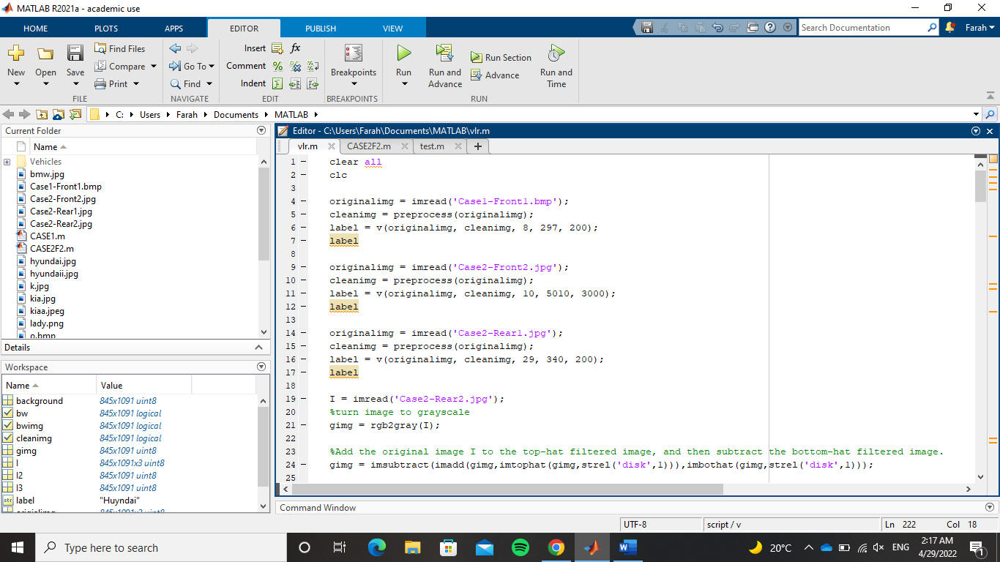 MATLAB R2021a - academic use
HOME PLOTS APPS EDITOR PUBLISH VIEW Search Documentation Farah
New Open Save Find Files Compare Print Go To Find Insert fx Comment Indent Breakpoints Run Run and Advance Run Section Advance Run and Time
FILE NAVIGATE EDIT BREAKPOINTS RUN
C: Users Farah Documents MATLAB
Current Folder
Name
Vehicles
bmw.jpg
Case1-Front1.bmp
Case2-Front2.jpg
Case2-Rear1.jpg
Case2-Rear2.jpg
CASE1.m
CASE2F2.m
hyundai.jpg
hyundaii.jpg
k.jpg
kia.jpg
kiaa.jpeg
lady.png
o.bmp
Details
Workspace
Name Value
background 845x1091 uint8
bw 845x1091 logical
bwimg 845x1091 logical
cleanimg 845x1091 logical
gimg 845x1091 uint8
I 845x1091x3 uint8
I2 845x1091 uint8
I3 845x1091 uint8
label "Huyndai"
845x1091x3 uint8
Editor - C:\Users\Farah\Documents\MATLAB\vlr.m
vlr.m CASE2F2.m test.m
1 clear all
2 clc
3
4 originalimg = imread('Case1-Front1.bmp');
5 cleanimg = preprocess(originalimg);
6 label = v(originalimg, cleanimg, 8, 297, 200);
7 label
8
9 originalimg = imread('Case2-Front2.jpg');
10 cleanimg = preprocess(originalimg);
11 label = v(originalimg, cleanimg, 10, 5010, 3000);
12 label
13
14 originalimg = imread('Case2-Rear1.jpg');
15 cleanimg = preprocess(originalimg);
16 label = v(originalimg, cleanimg, 29, 340, 200);
17 label
18
19 I = imread('Case2-Rear2.jpg');
20 %turn image to grayscale
21 gimg = rgb2gray(I);
22
23 %Add the original image I to the top-hat filtered image, and then subtract the bottom-hat filtered image.
24 gimg = imsubtract(imadd(gimg,imtophat(gimg,strel('disk',1))),imbothat(gimg,strel('disk',1)));
25
Command Window
UTF-8 script / v Ln 222 Col 18
Type here to search 20°C ENG 2:17 AM
4/29/2022 1